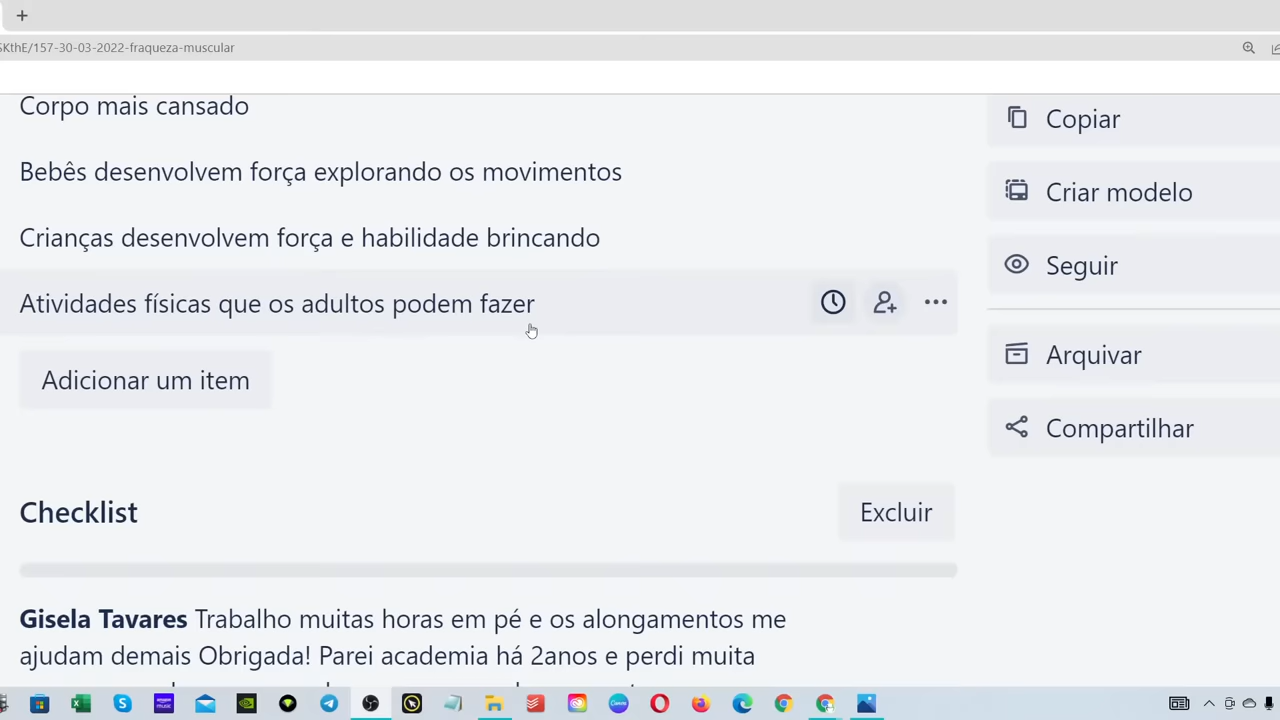 SKthE/157-30-03-2022-fraqueza-muscular
Corpo mais cansado
Bebês desenvolvem força explorando os movimentos
Crianças desenvolvem força e habilidade brincando
Atividades físicas que os adultos podem fazer
Adicionar um item
Copiar
Criar modelo
Seguir
Arquivar
Compartilhar
Checklist
Excluir
Gisela Tavares Trabalho muitas horas em pé e os alongamentos me
ajudam demais Obrigada! Parei academia há 2anos e perdi muita